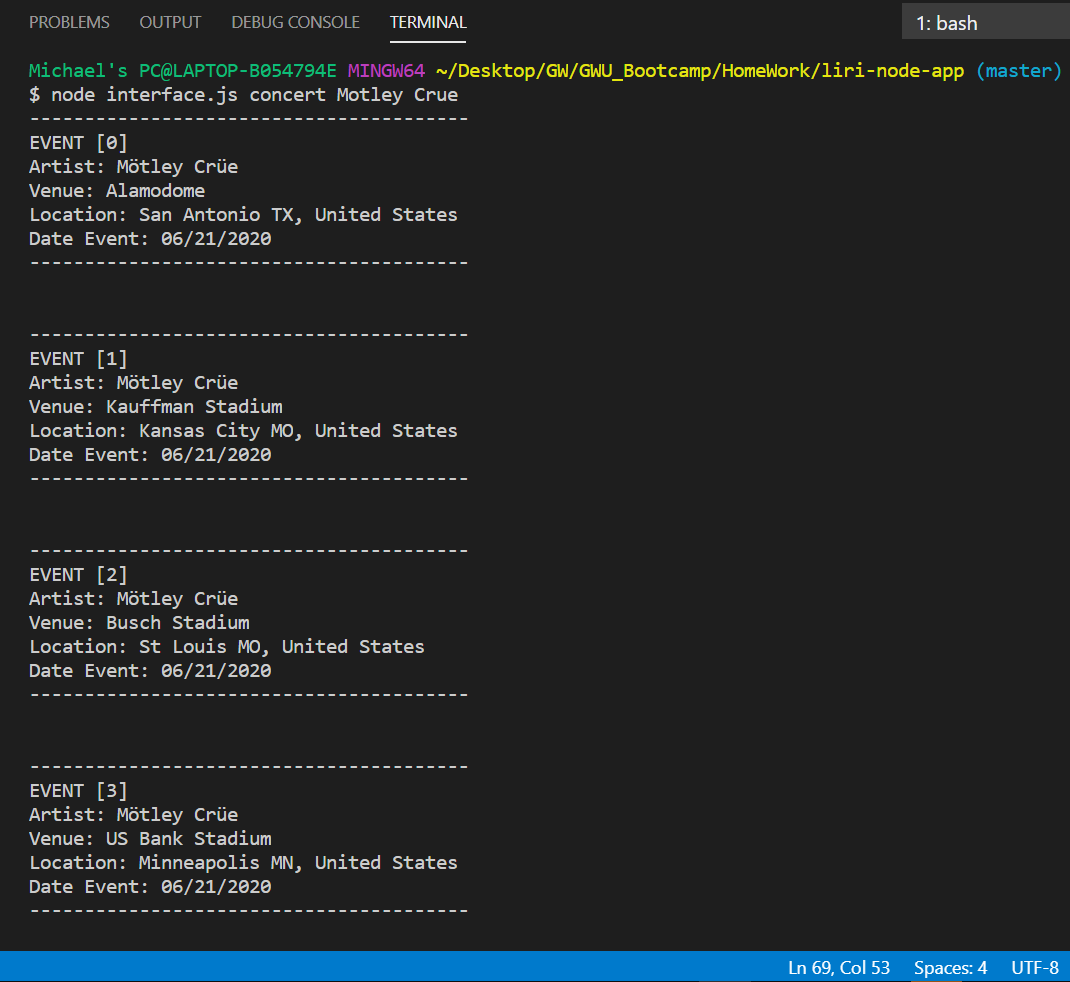 PROBLEMS OUTPUT DEBUG CONSOLE TERMINAL 1: bash
Michael's PC@LAPTOP-B054794E MINGW64 ~/Desktop/GW/GWU_Bootcamp/HomeWork/liri-node-app (master)
$ node interface.js concert Motley Crue
----------------------------------------
EVENT [0]
Artist: Mötley Crüe
Venue: Alamodome
Location: San Antonio TX, United States
Date Event: 06/21/2020
----------------------------------------
----------------------------------------
EVENT [1]
Artist: Mötley Crüe
Venue: Kauffman Stadium
Location: Kansas City MO, United States
Date Event: 06/21/2020
----------------------------------------
----------------------------------------
EVENT [2]
Artist: Mötley Crüe
Venue: Busch Stadium
Location: St Louis MO, United States
Date Event: 06/21/2020
----------------------------------------
----------------------------------------
EVENT [3]
Artist: Mötley Crüe
Venue: US Bank Stadium
Location: Minneapolis MN, United States
Date Event: 06/21/2020
----------------------------------------
Ln 69, Col 53 Spaces: 4 UTF-8